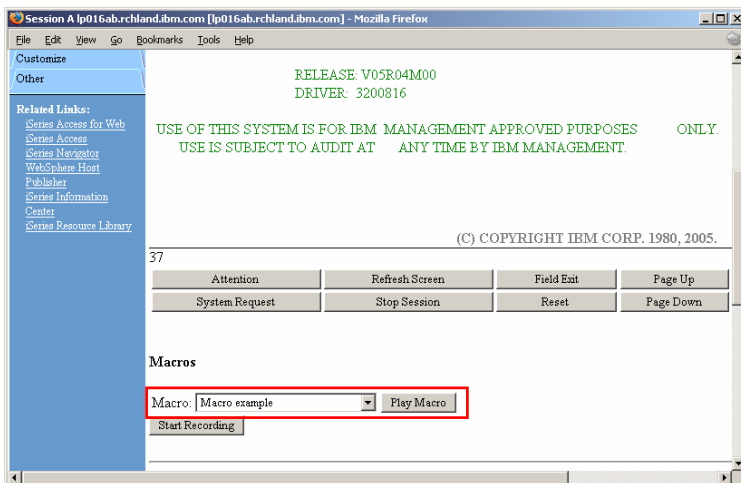 Session A lp016ab.rchland.ibm.com [lp016ab.rchland.ibm.com] - Mozilla Firefox
File Edit View Go Bookmarks Tools Help
Customize
Other
Related Links:
iSeries Access for Web
iSeries Access
iSeries Navigator
WebSphere Host
Publisher
iSeries Information
Center
iSeries Resource Library
RELEASE: V05R04M00
DRIVER: 3200816
USE OF THIS SYSTEM IS FOR IBM MANAGEMENT APPROVED PURPOSES ONLY.
USE IS SUBJECT TO AUDIT AT ANY TIME BY IBM MANAGEMENT.
(C) COPYRIGHT IBM CORP. 1980, 2005.
37
Attention Refresh Screen Field Exit Page Up
System Request Stop Session Reset Page Down
Macros
Macro: Macro example Play Macro
Start Recording